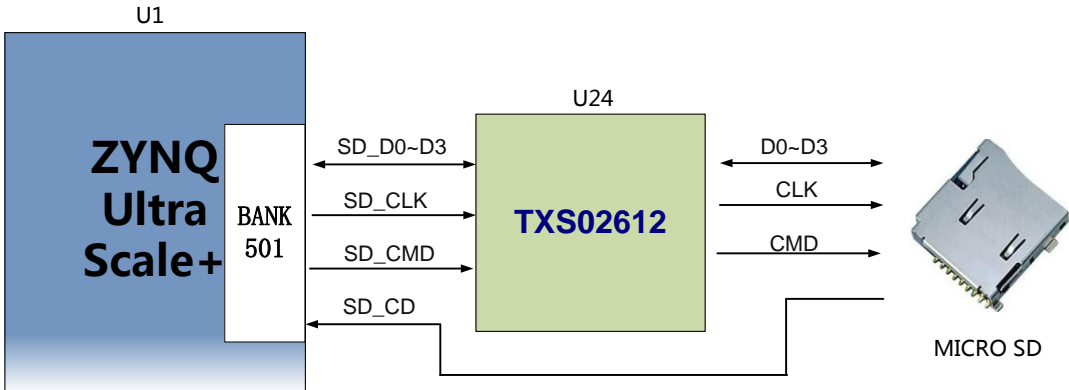 U1
ZYNQ
Ultra
Scale+
BANK
501
SD_D0~D3
SD_CLK
SD_CMD
SD_CD
U24
TXS02612
D0~D3
CLK
CMD
MICRO SD